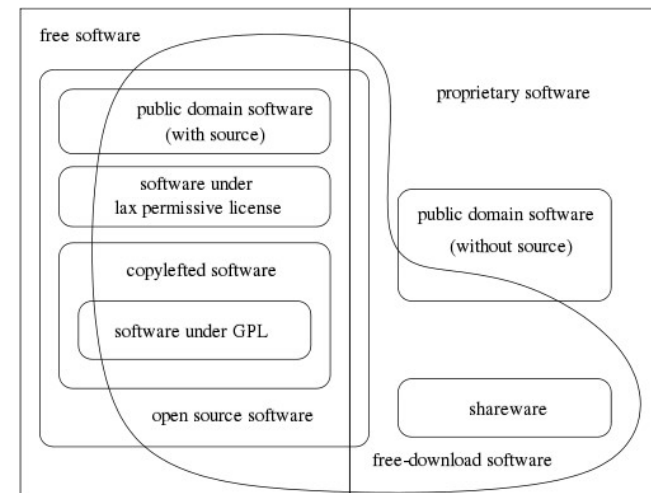 free software
proprietary software
public domain software
(with source)
software under
lax permissive license
public domain software
(without source)
copylefted software
software under GPL
shareware
open source software
free-download software